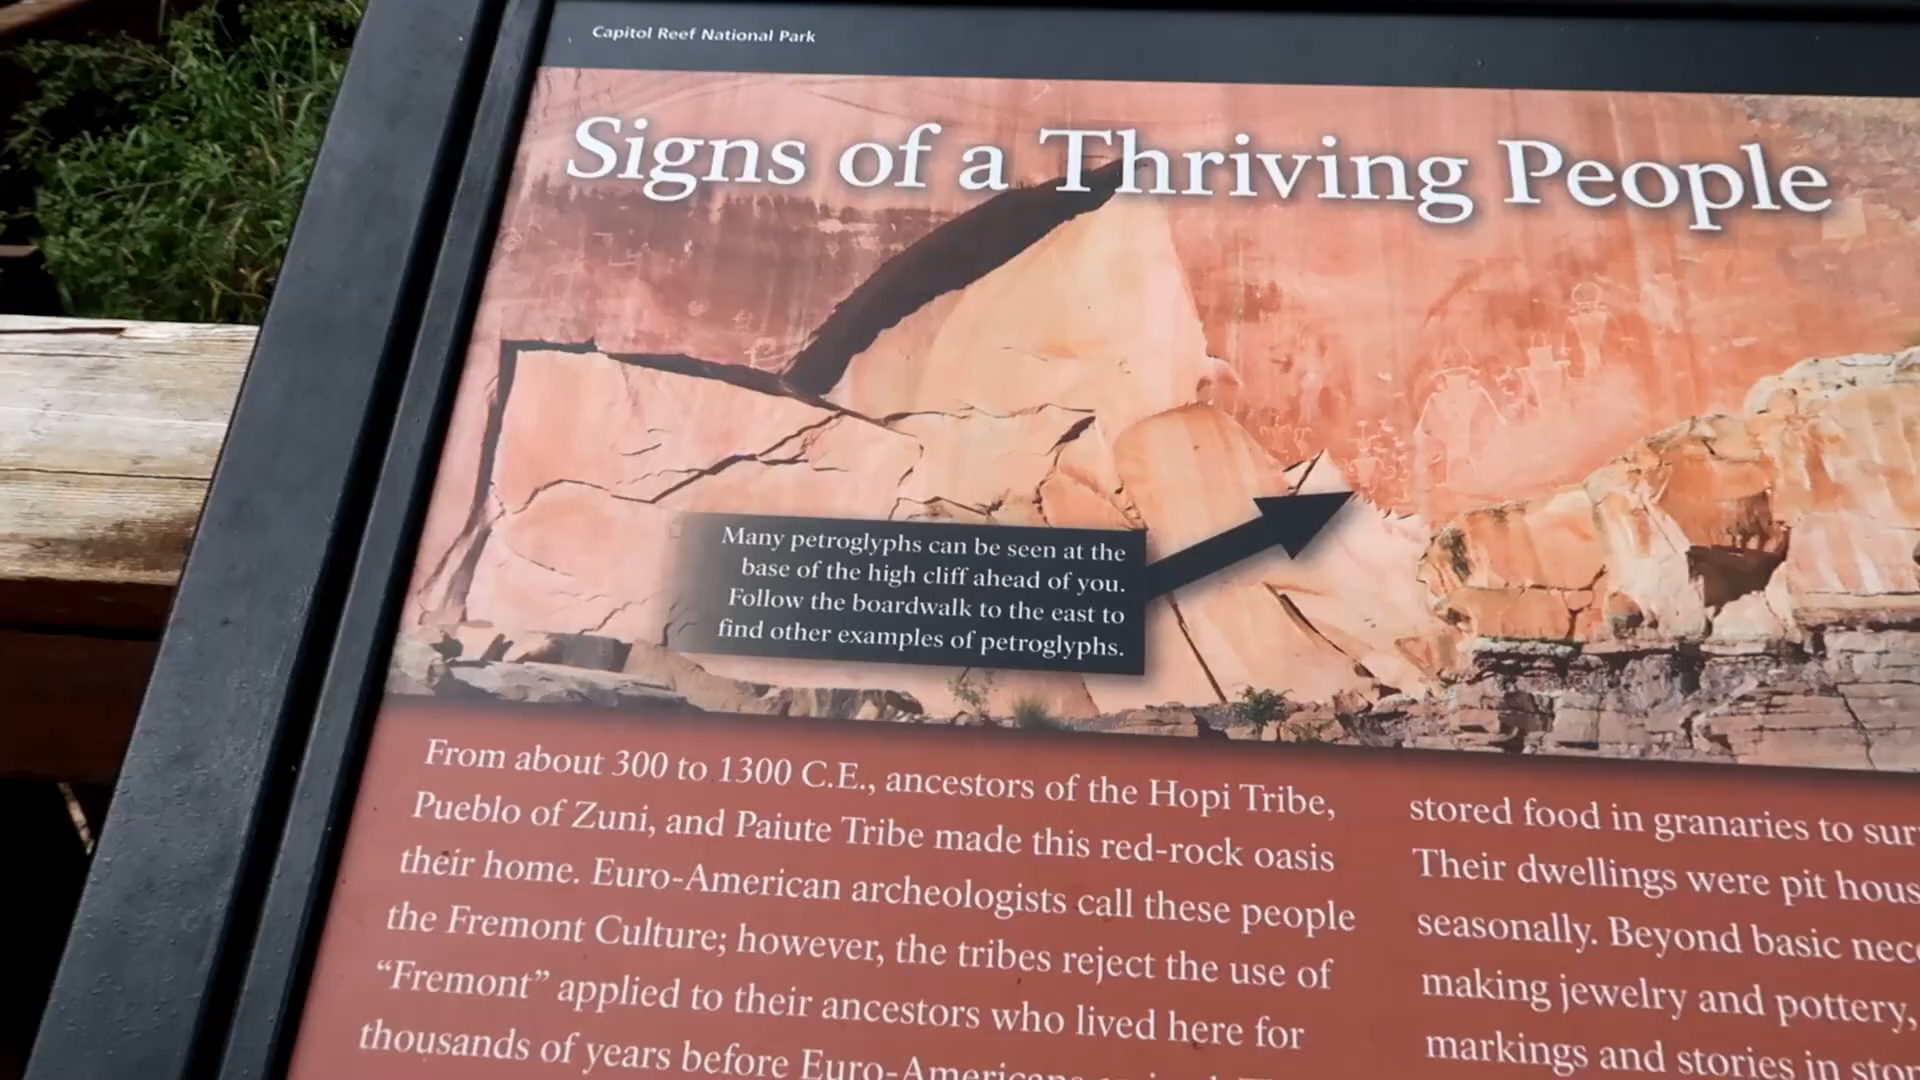 Capitol Reef National Park
Signs of a Thriving People
Many petroglyphs can be seen at the
base of the high cliff ahead of you.
Follow the boardwalk to the east to
find other examples of petroglyphs.
From about 300 to 1300 C.E., ancestors of the Hopi Tribe,
Pueblo of Zuni, and Paiute Tribe made this red-rock oasis
their home. Euro-American archeologists call these people
the Fremont Culture; however, the tribes reject the use of
“Fremont” applied to their ancestors who lived here for
thousands of years before
stored food in granaries to
Their dwellings were pit
seasonally. Beyond basic
making jewelry and pottery,
markings and stories in